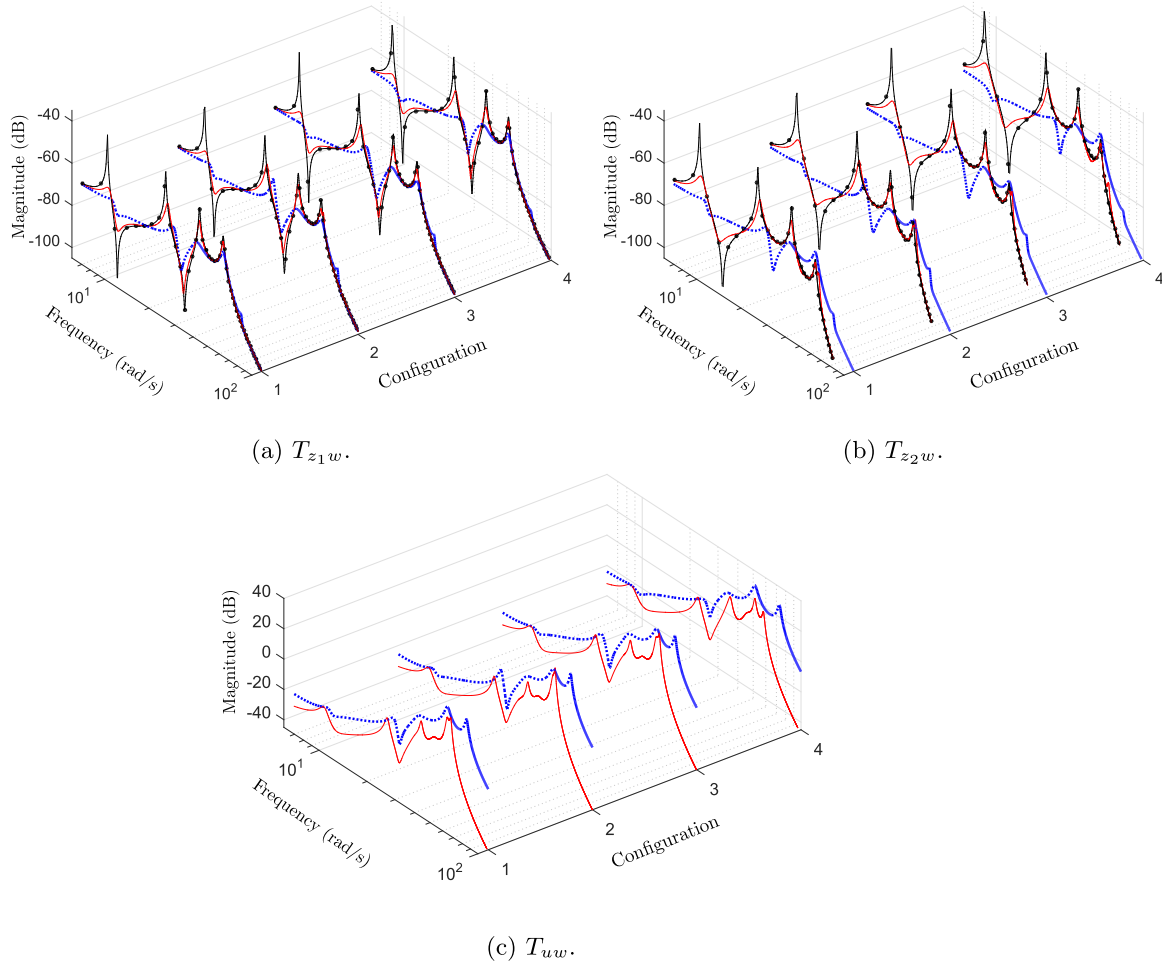 Magnitude (dB)
-40
-60
-80
-100
10^1
Frequency (rad/s)
10^2
1
2
3
4
Configuration
(a) T_{z_1 w}.
Magnitude (dB)
-40
-60
-80
-100
10^1
Frequency (rad/s)
10^2
1
2
3
4
Configuration
(b) T_{z_2 w}.
Magnitude (dB)
40
20
0
-20
-40
10^1
Frequency (rad/s)
10^2
1
2
3
4
Configuration
(c) T_{uw}.